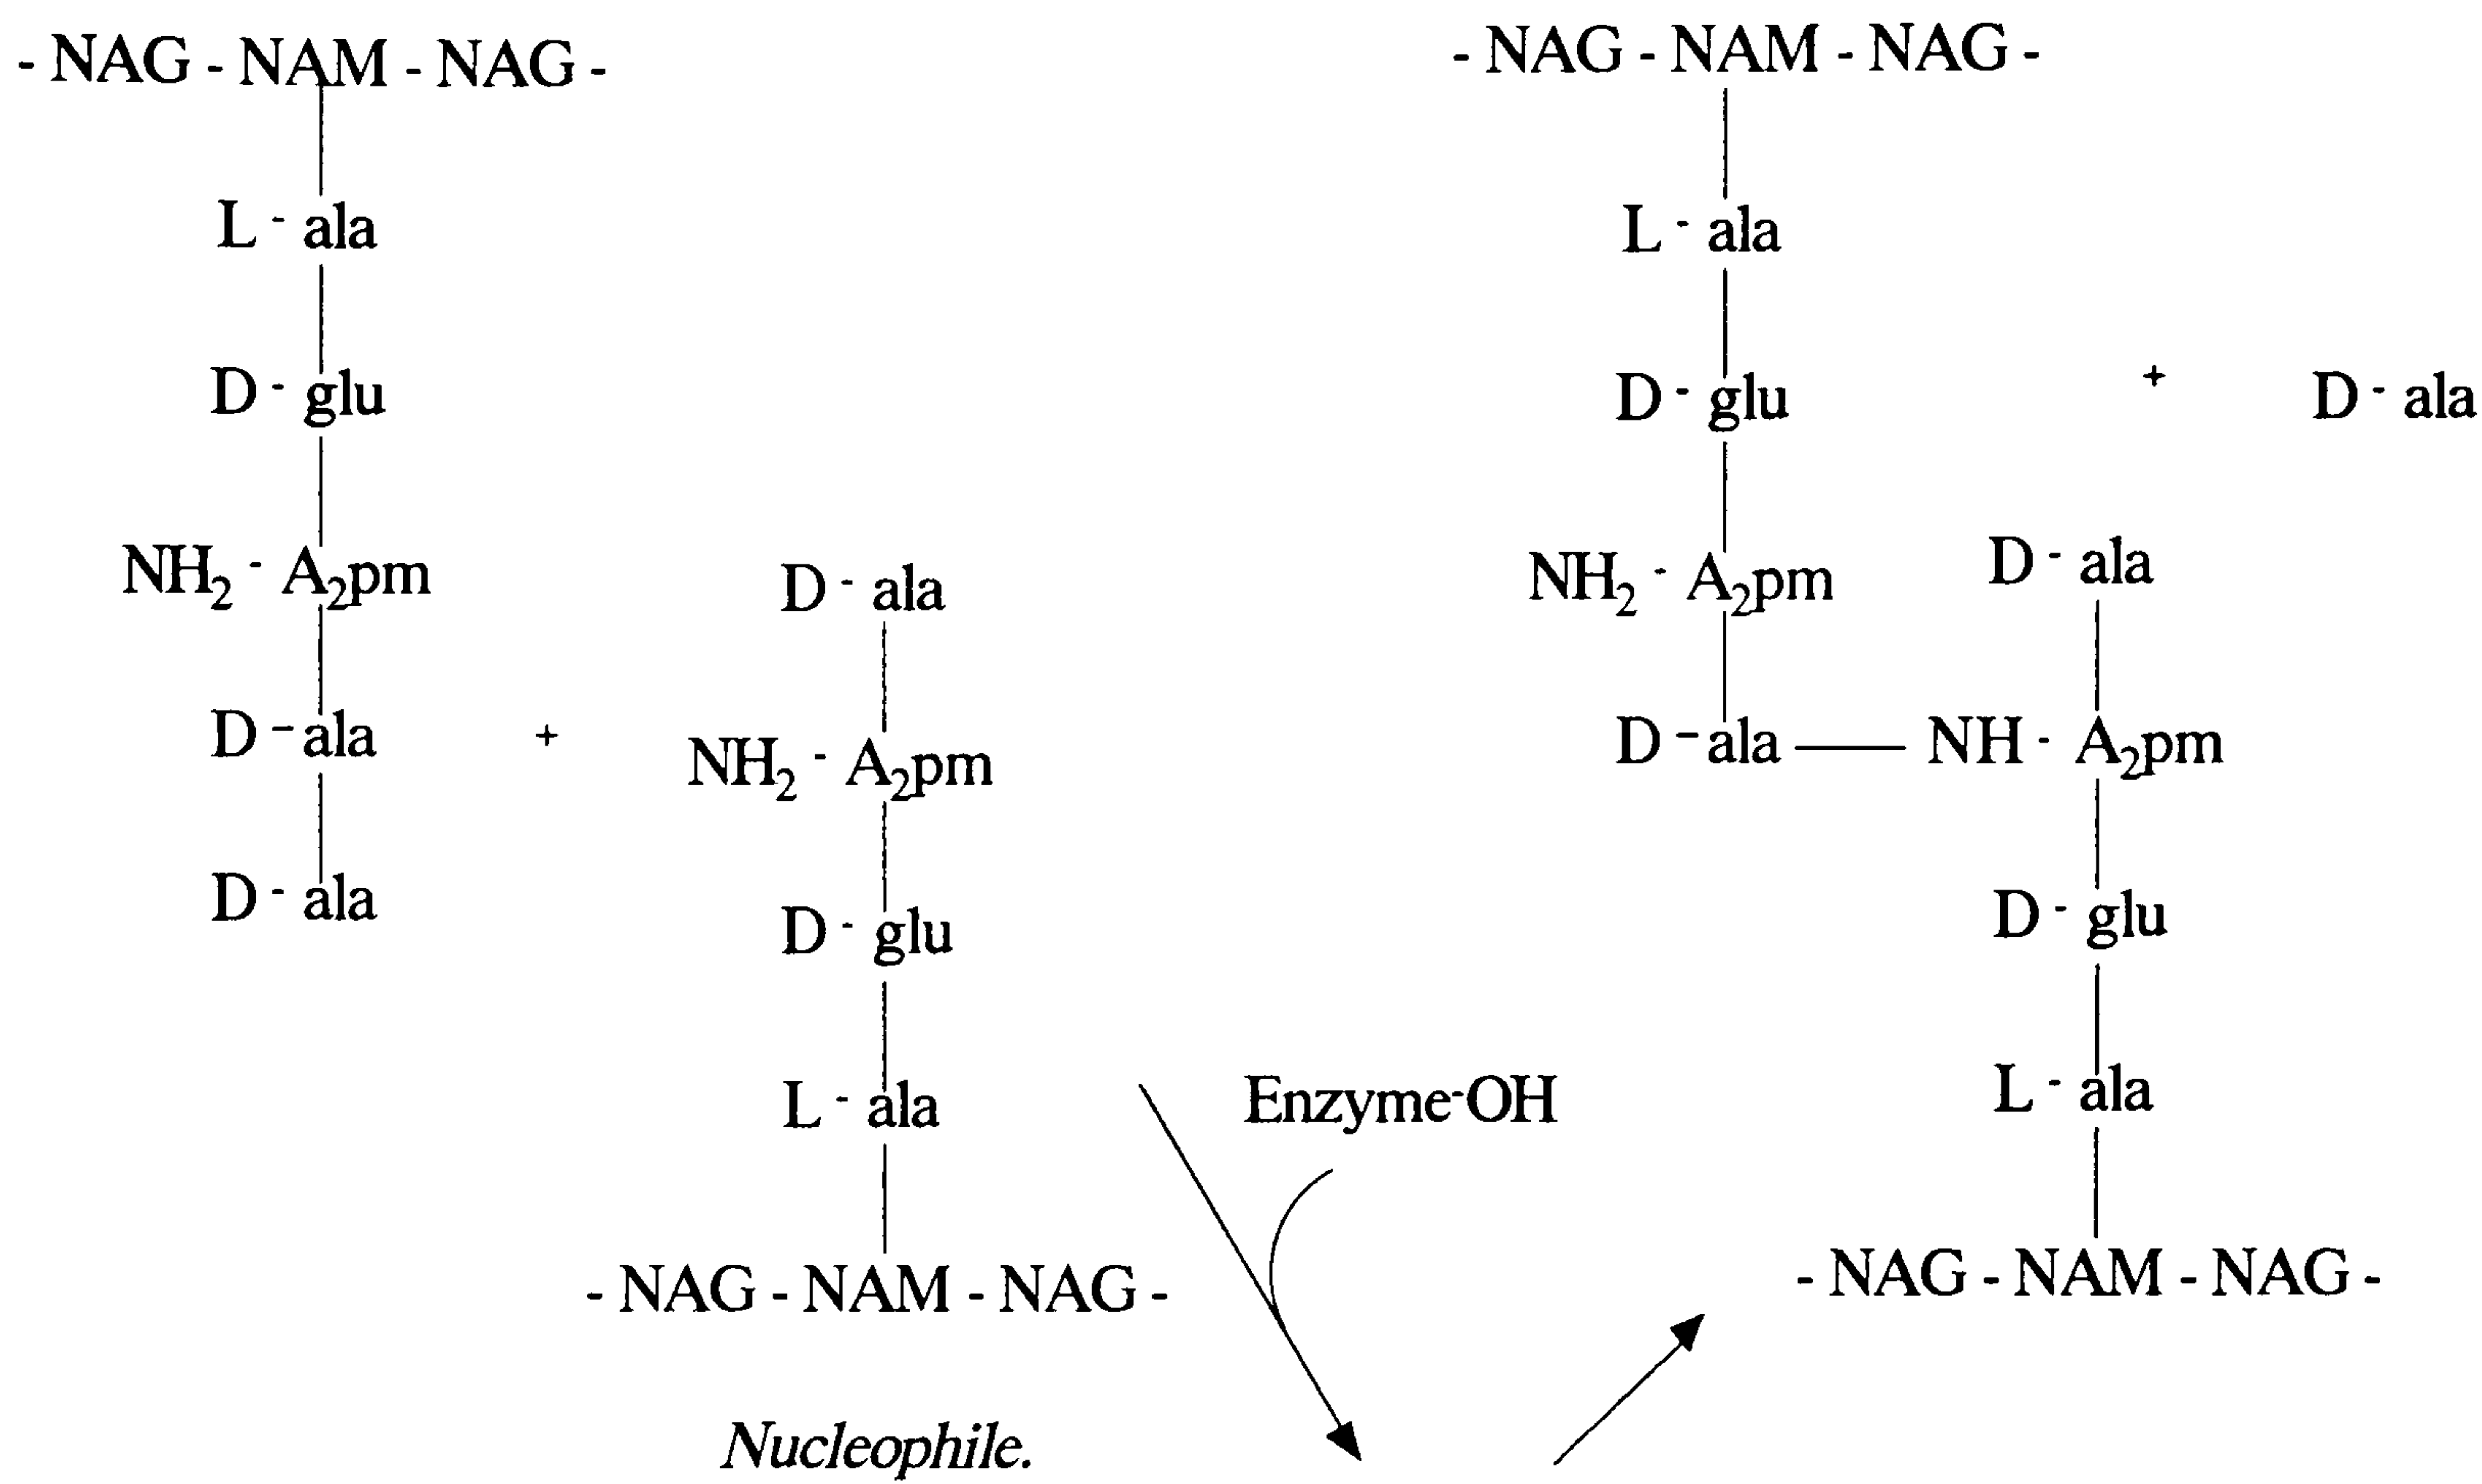 - NAG - NAM - NAG -
L - ala
D - glu
NH2 - A2pm
D - ala
D - ala
+
D - ala
NH2 - A2pm
D - glu
L - ala
- NAG - NAM - NAG -
Nucleophile.
Enzyme-OH
- NAG - NAM - NAG -
L - ala
D - glu
+
D - ala
NH2 - A2pm
D - ala
D - ala — NH - A2pm
D - glu
L - ala
- NAG - NAM - NAG -